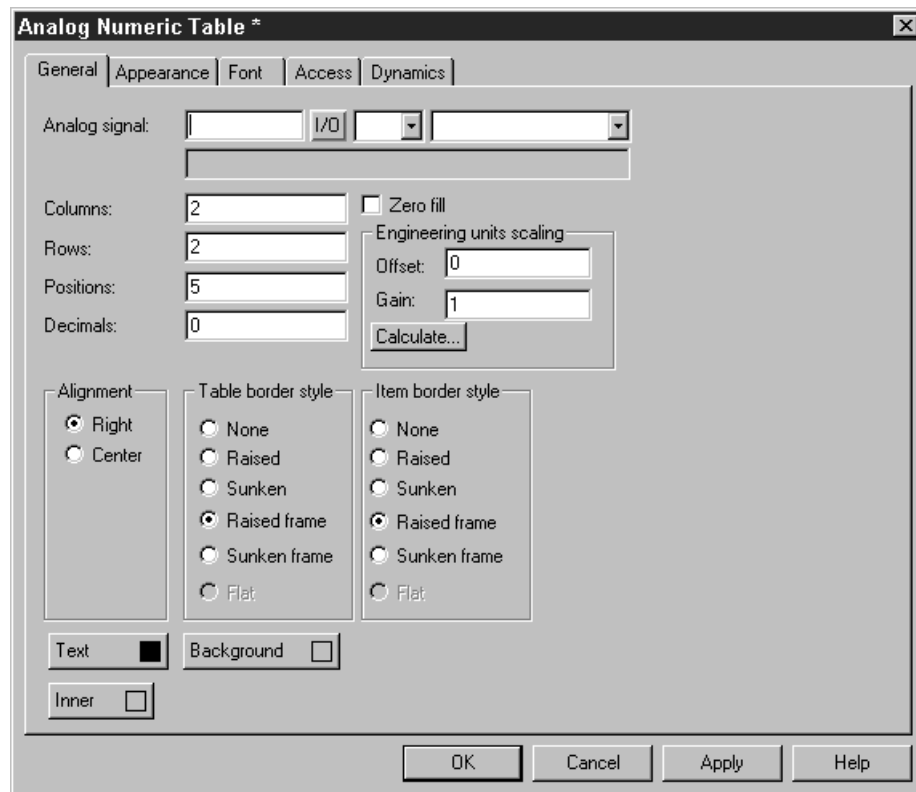 Analog Numeric Table *
General Appearance Font Access Dynamics
Analog signal: I/O
Columns: 2 Zero fill
Engineering units scaling
Rows: 2
Offset: 0
Positions: 5
Gain: 1
Decimals: 0
Calculate...
Alignment Table border style Item border style
Right None None
Center Raised Raised
Sunken Sunken
Raised frame Raised frame
Sunken frame Sunken frame
Flat Flat
Text Background
Inner
OK Cancel Apply Help